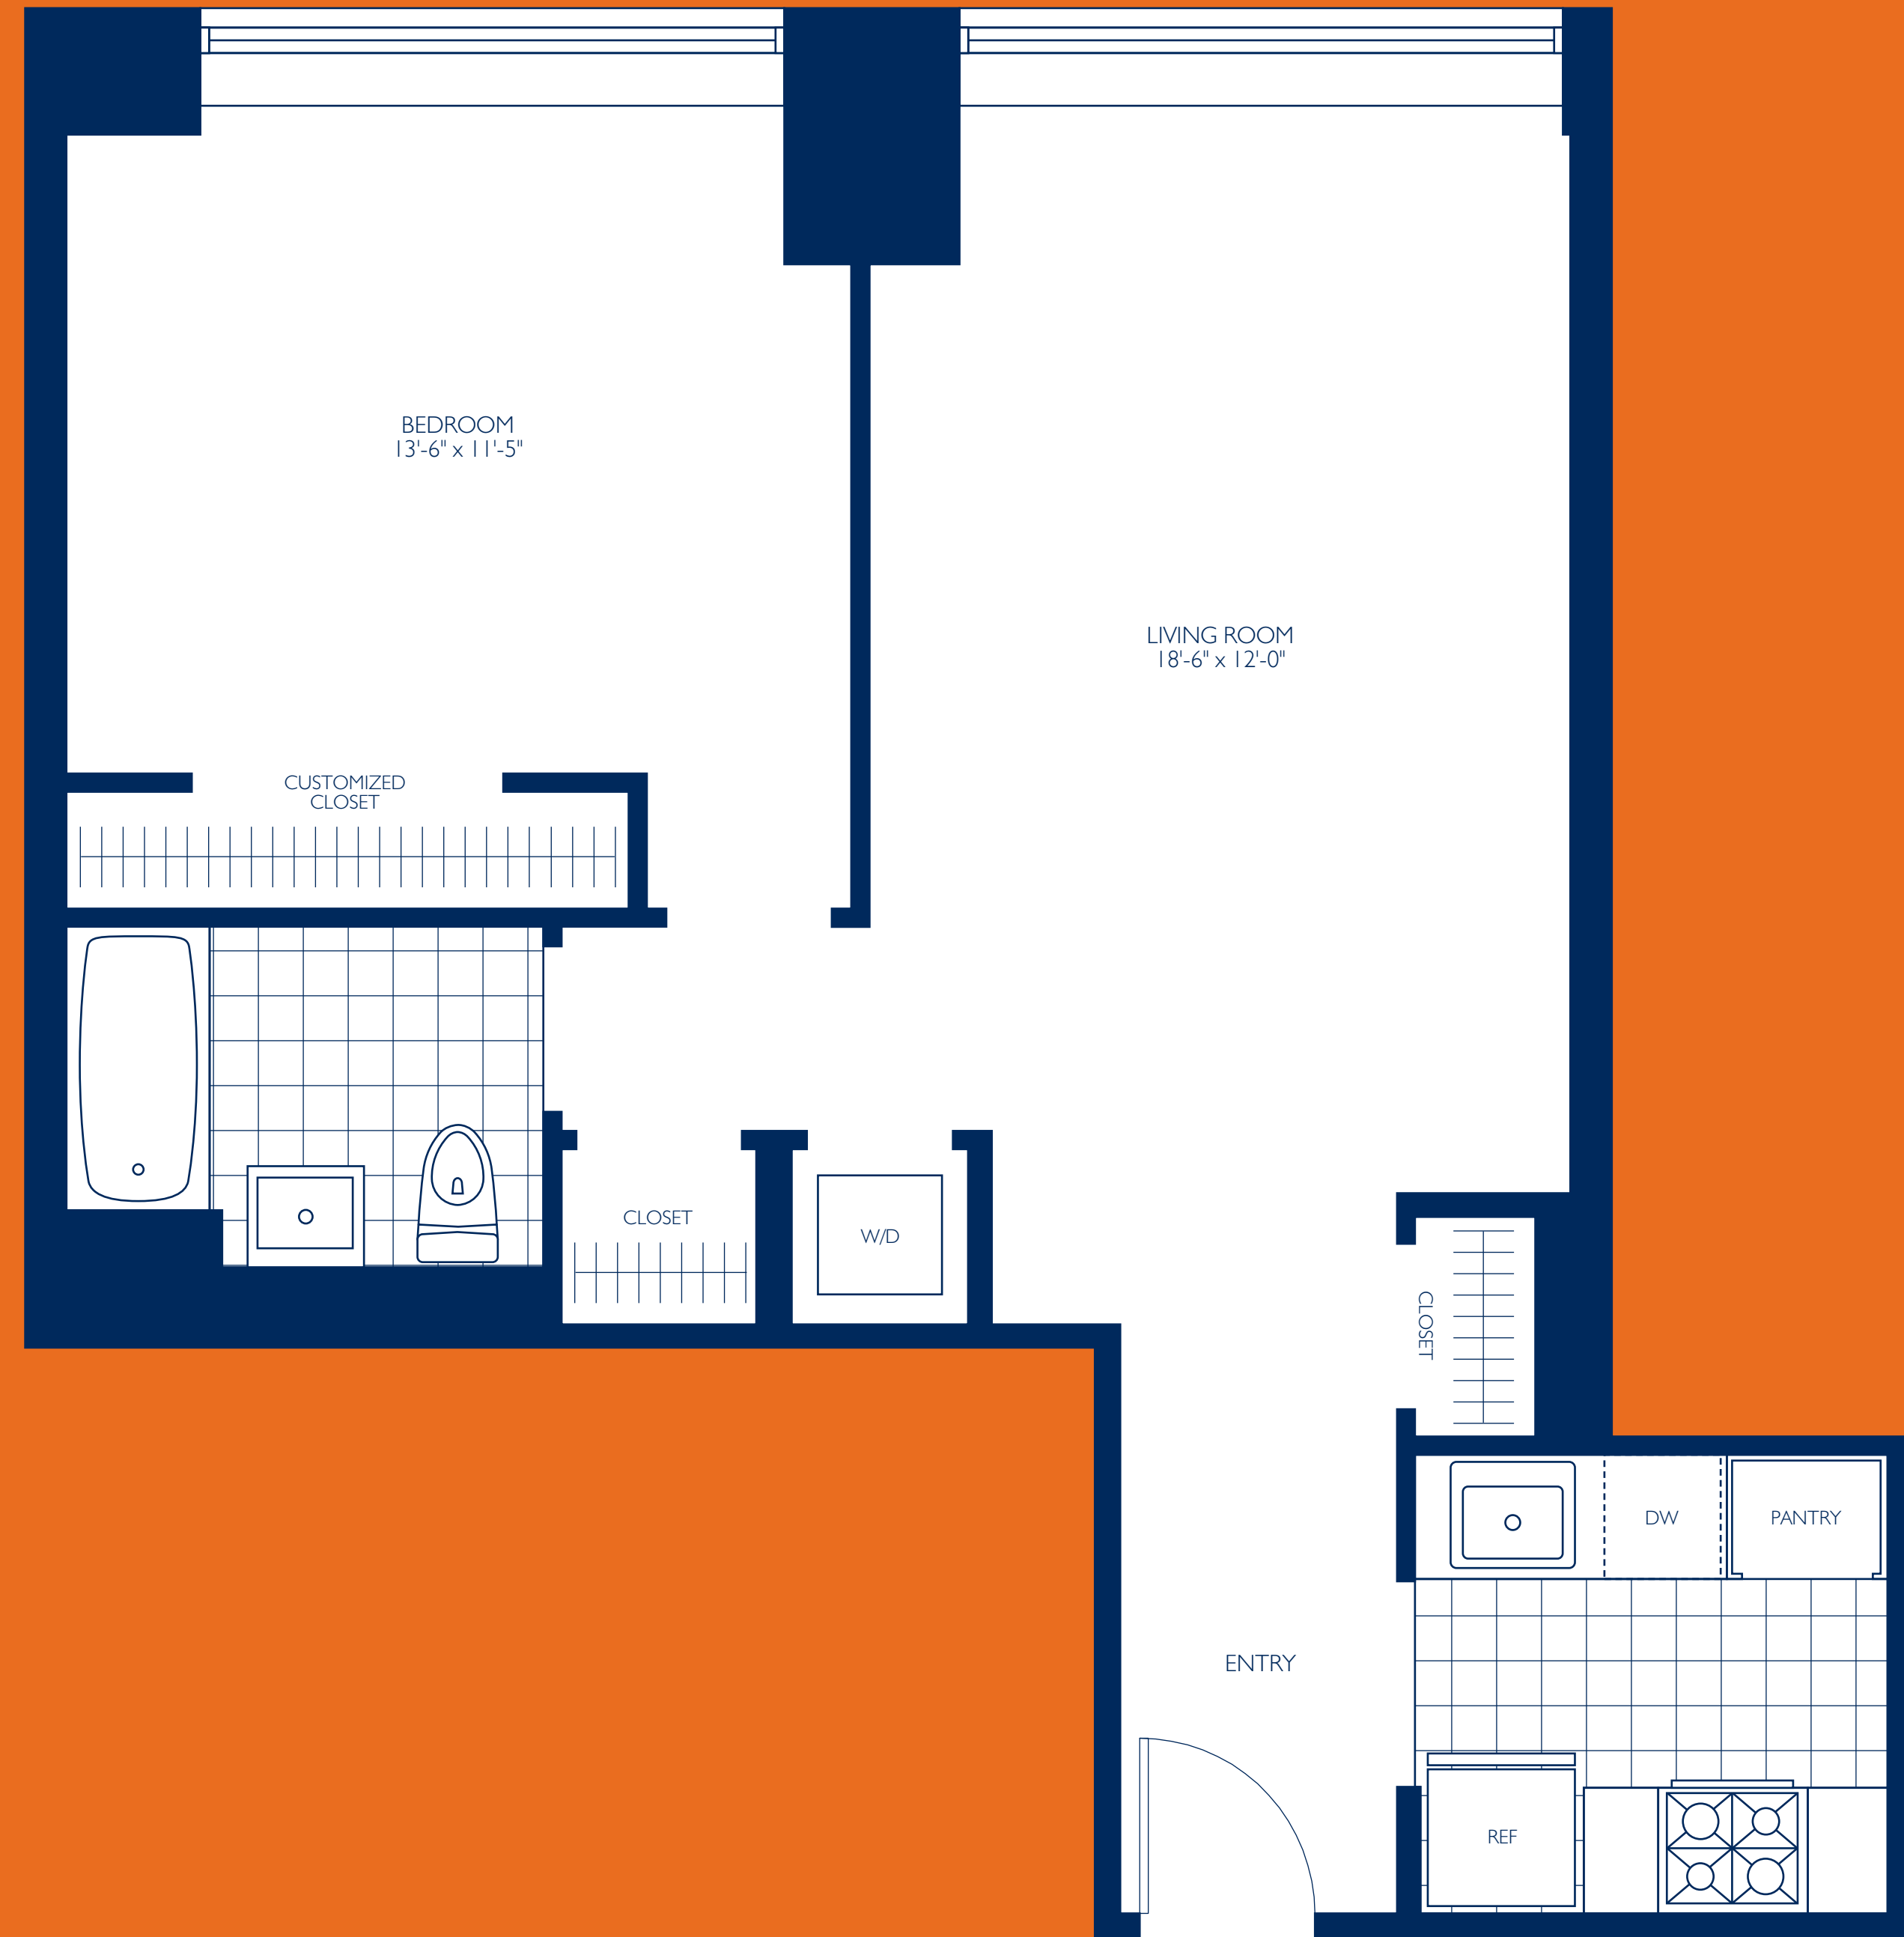 BEDROOM
13'-6" x 11'-5"
LIVING ROOM
18'-6" x 12'-0"
CUSTOMIZED
CLOSET
CLOSET
W/D
CLOSET
DW
PANTRY
ENTRY
REF